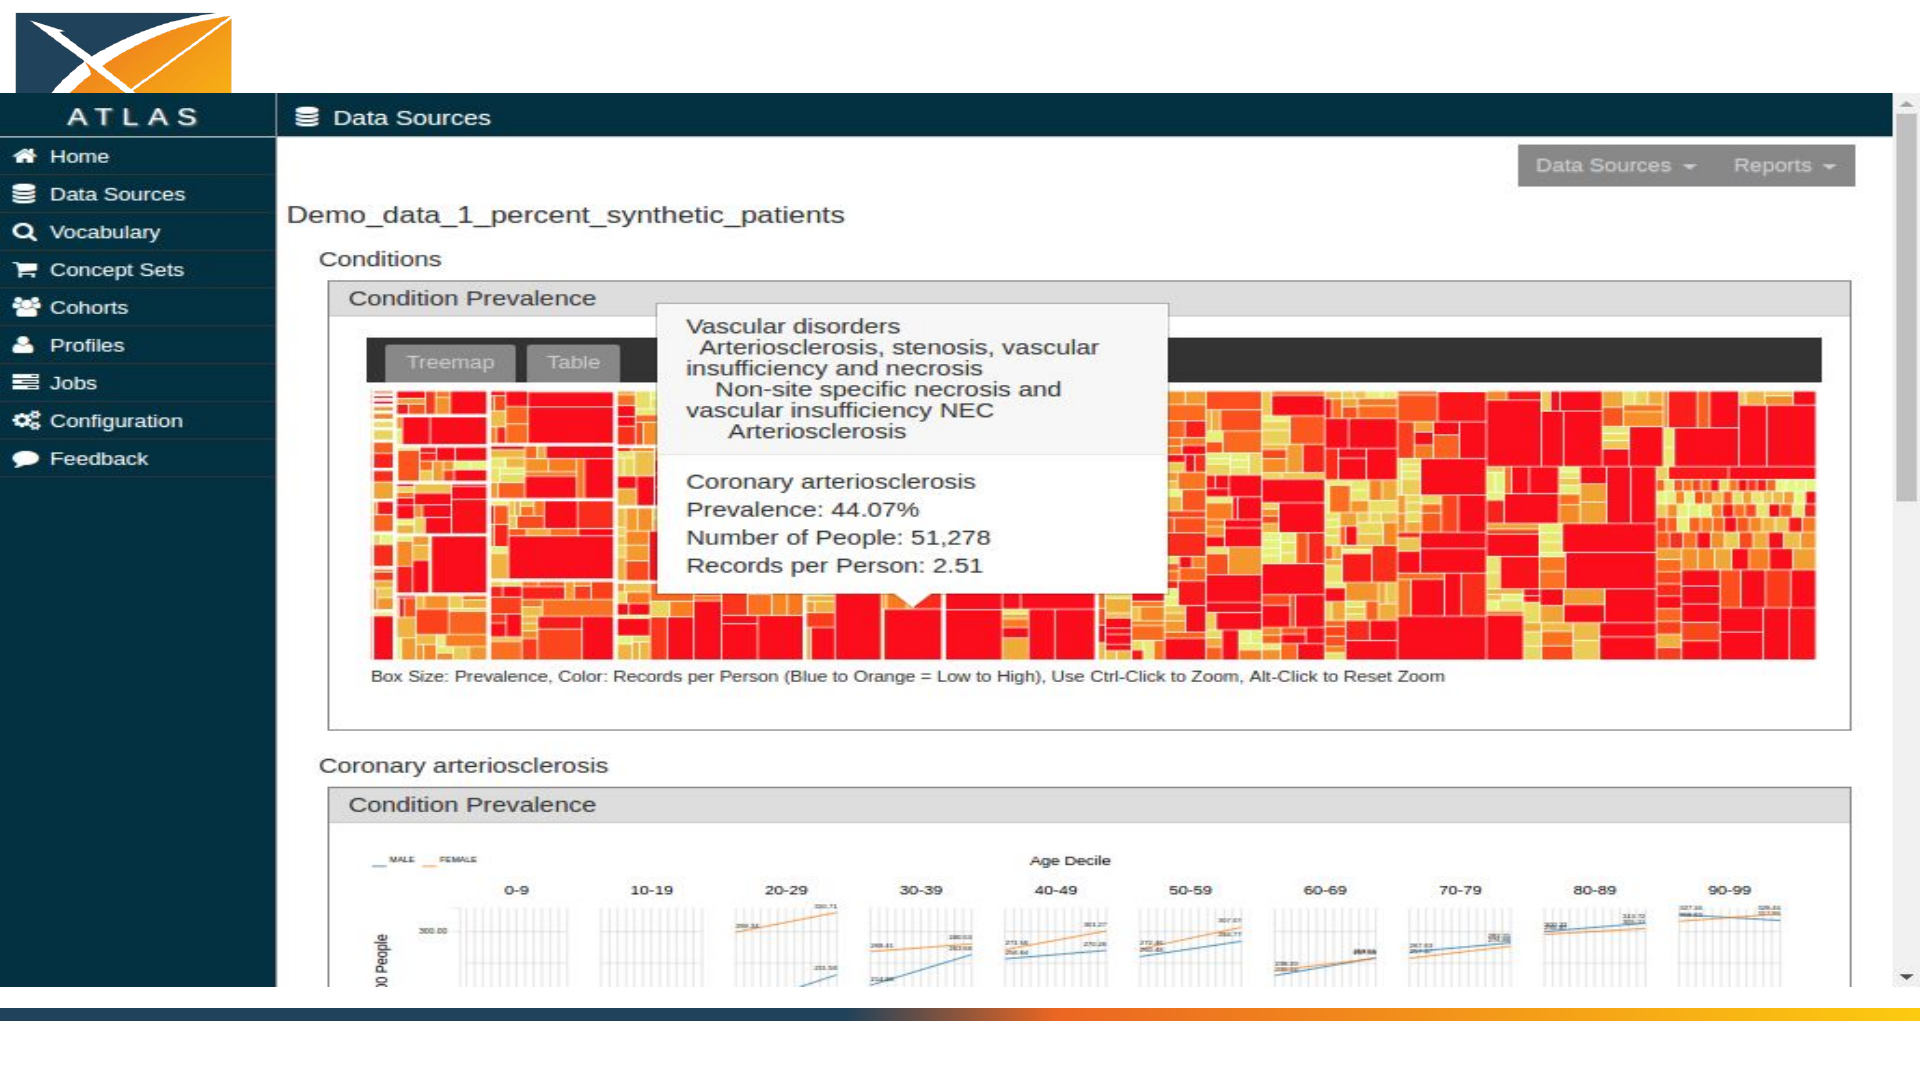 ATLAS
Data Sources
Home
Data Sources
Vocabulary
Concept Sets
Cohorts
Profiles
Jobs
Configuration
Feedback
Data Sources
Reports
Demo_data_1_percent_synthetic_patients
Conditions
Condition Prevalence
Treemap
Table
Vascular disorders
Arteriosclerosis, stenosis, vascular
insufficiency and necrosis
Non-site specific necrosis and
vascular insufficiency NEC
Arteriosclerosis
Coronary arteriosclerosis
Prevalence: 44.07%
Number of People: 51,278
Records per Person: 2.51
Box Size: Prevalence, Color: Records per Person (Blue to Orange = Low to High), Use Ctrl-Click to Zoom, Alt-Click to Reset Zoom
Coronary arteriosclerosis
Condition Prevalence
MALE
FEMALE
Age Decile
0-9
10-19
20-29
30-39
40-49
50-59
60-69
70-79
80-89
90-99
300.00
People